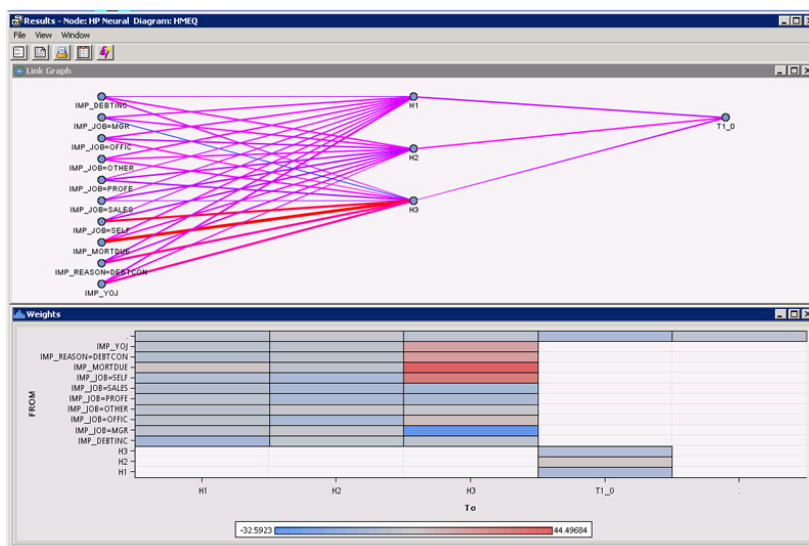 Results - Node: HP Neural Diagram: HMEQ
File View Window
Link Graph
IMP_DEBTINC
IMP_JOB=MGR
IMP_JOB=OFFIC
IMP_JOB=OTHER
IMP_JOB=PROFE
IMP_JOB=SALES
IMP_JOB=SELF
IMP_MORTDUE
IMP_REASON=DEBTCON
IMP_YOJ
H1
H2
H3
T1_0
Weights
FROM
.
IMP_YOJ
IMP_REASON=DEBTCON
IMP_MORTDUE
IMP_JOB=SELF
IMP_JOB=SALES
IMP_JOB=PROFE
IMP_JOB=OTHER
IMP_JOB=OFFIC
IMP_JOB=MGR
IMP_DEBTINC
H3
H2
H1
H1 H2 H3 T1_0 .
To
-32.5923 44.49684